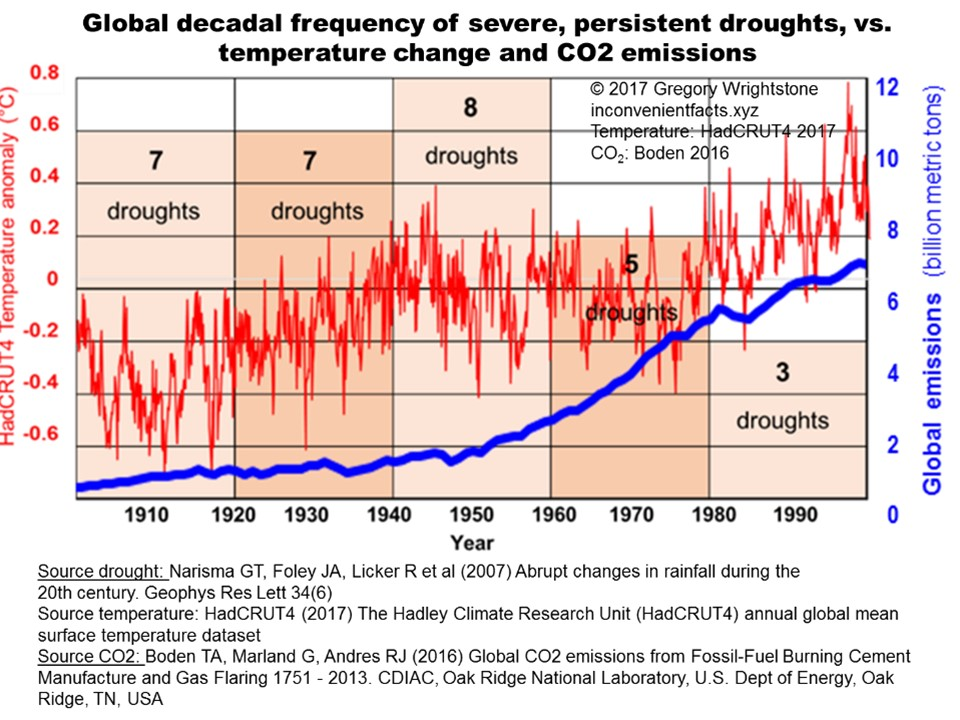 Global decadal frequency of severe, persistent droughts, vs.
temperature change and CO2 emissions
HadCRUT4 Temperature anomaly (°C)
0.8
0.6
0.4
0.2
0
-0.2
-0.4
-0.6
7
droughts
7
droughts
8
droughts
5
droughts
3
droughts
© 2017 Gregory Wrightstone
inconvenientfacts.xyz
Temperature: HadCRUT4 2017
CO₂: Boden 2016
12
10
8
6
4
2
0
Global emissions (billion metric tons)
1910 1920 1930 1940 1950 1960 1970 1980 1990
Year
Source drought: Narisma GT, Foley JA, Licker R et al (2007) Abrupt changes in rainfall during the
20th century. Geophys Res Lett 34(6)
Source temperature: HadCRUT4 (2017) The Hadley Climate Research Unit (HadCRUT4) annual global mean
surface temperature dataset
Source CO2: Boden TA, Marland G, Andres RJ (2016) Global CO2 emissions from Fossil-Fuel Burning Cement
Manufacture and Gas Flaring 1751 - 2013. CDIAC, Oak Ridge National Laboratory, U.S. Dept of Energy, Oak
Ridge, TN, USA